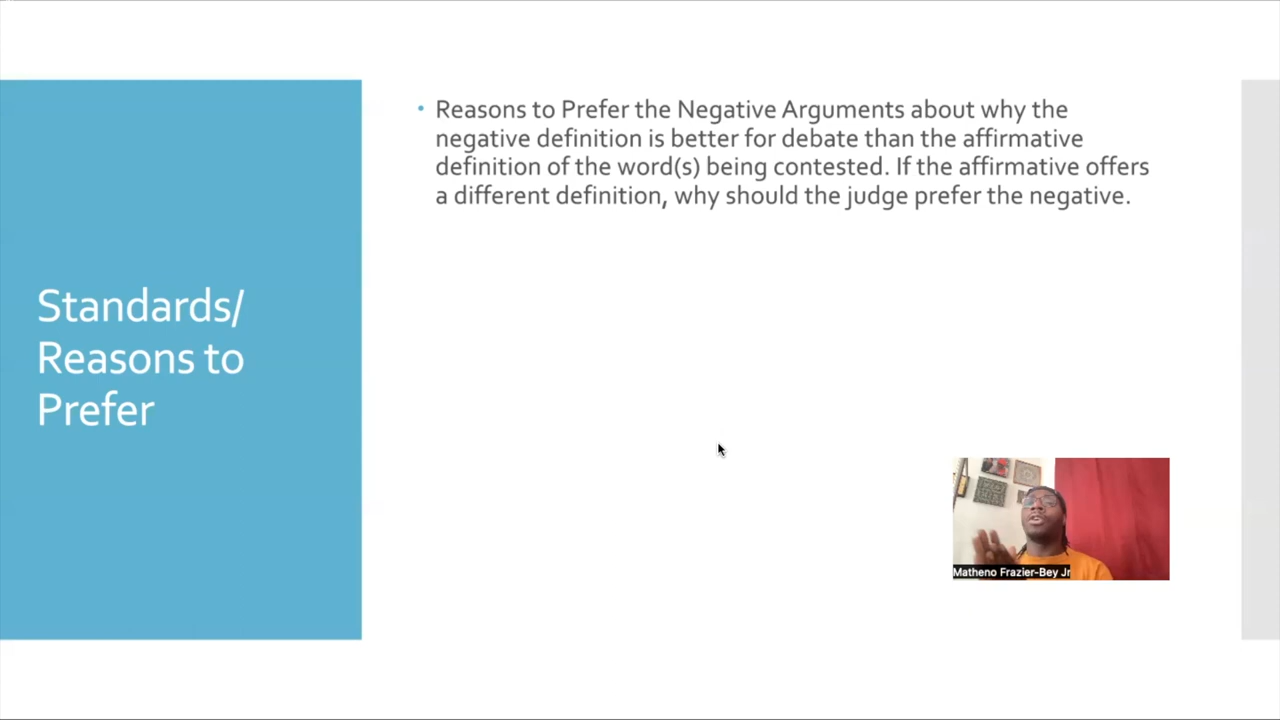 Standards/
Reasons to
Prefer
• Reasons to Prefer the Negative Arguments about why the
negative definition is better for debate than the affirmative
definition of the word(s) being contested. If the affirmative offers
a different definition, why should the judge prefer the negative.
Matheno Frazier-Bey Jr